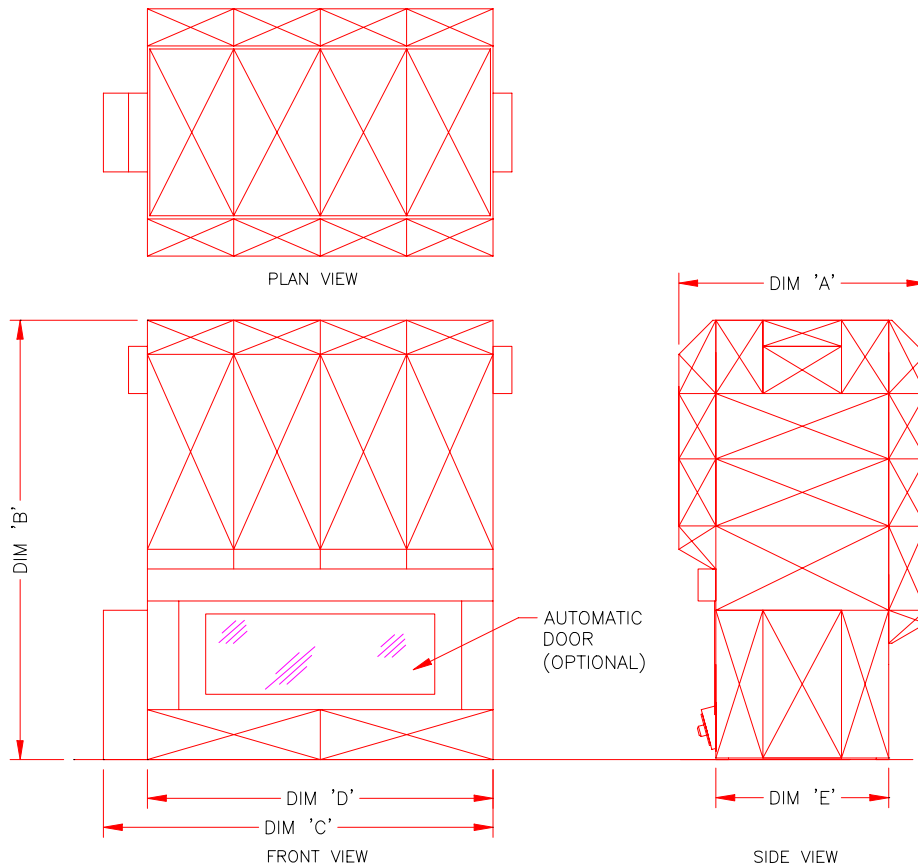 PLAN VIEW
DIM 'A'
DIM 'B'
AUTOMATIC
DOOR
(OPTIONAL)
DIM 'D'
DIM 'E'
DIM 'C'
FRONT VIEW
SIDE VIEW